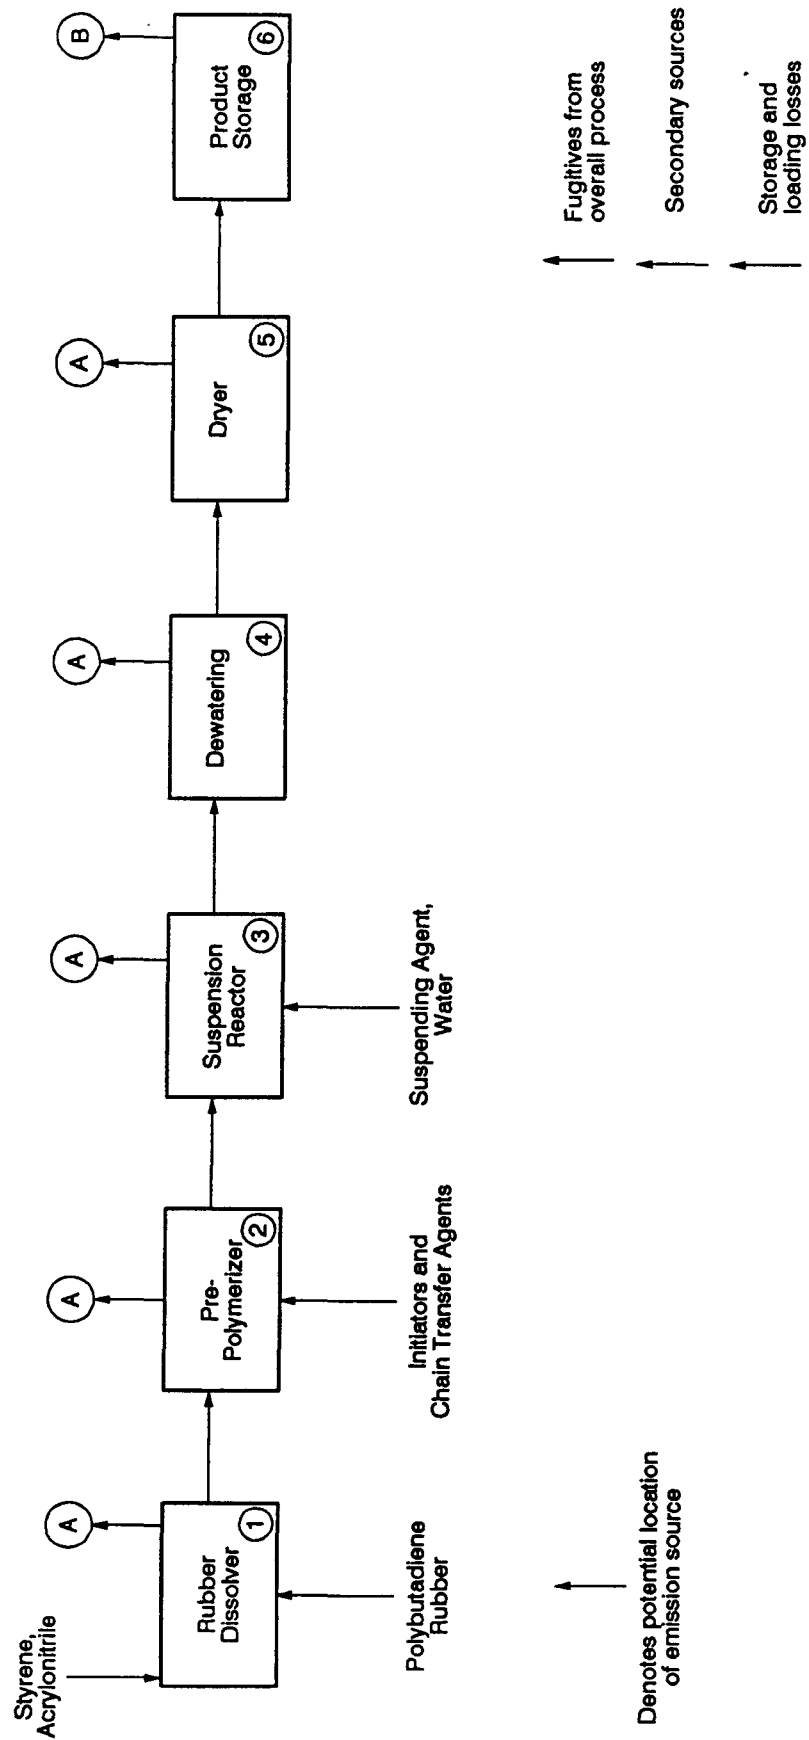 Styrene,
Acrylonitrile
A
Rubber
Dissolver
1
Polybutadiene
Rubber
A
Pre-
Polymerizer
2
Initiators and
Chain Transfer Agents
A
Suspension
Reactor
3
Suspending Agent,
Water
A
Dewatering
4
A
Dryer
5
B
Product
Storage
6
Denotes potential location
of emission source
Fugitives from
overall process
Secondary sources
Storage and
loading losses